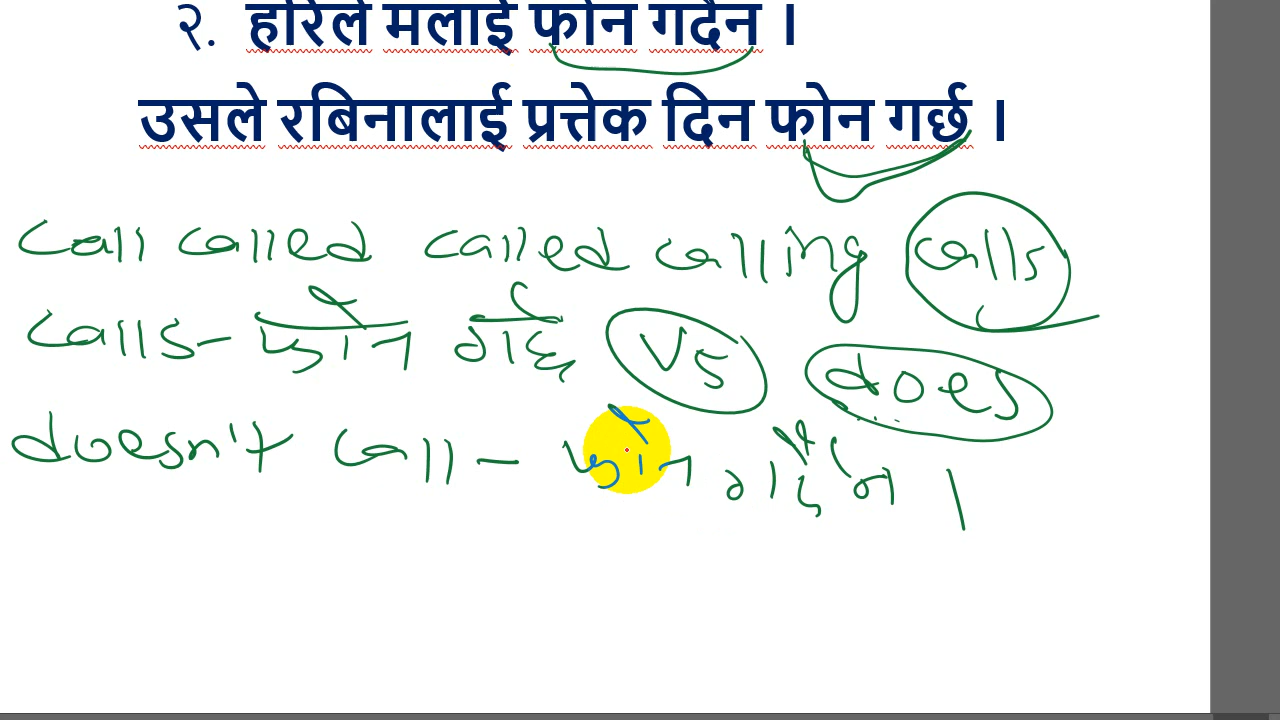 २. हरिले मलाई फोन गर्दैन ।
उसले रबिनालाई प्रत्तेक दिन फोन गर्छ ।
call called called calling calls
calls- फोन गर्छ V5 does
doesn't call - फोन गर्दैन ।